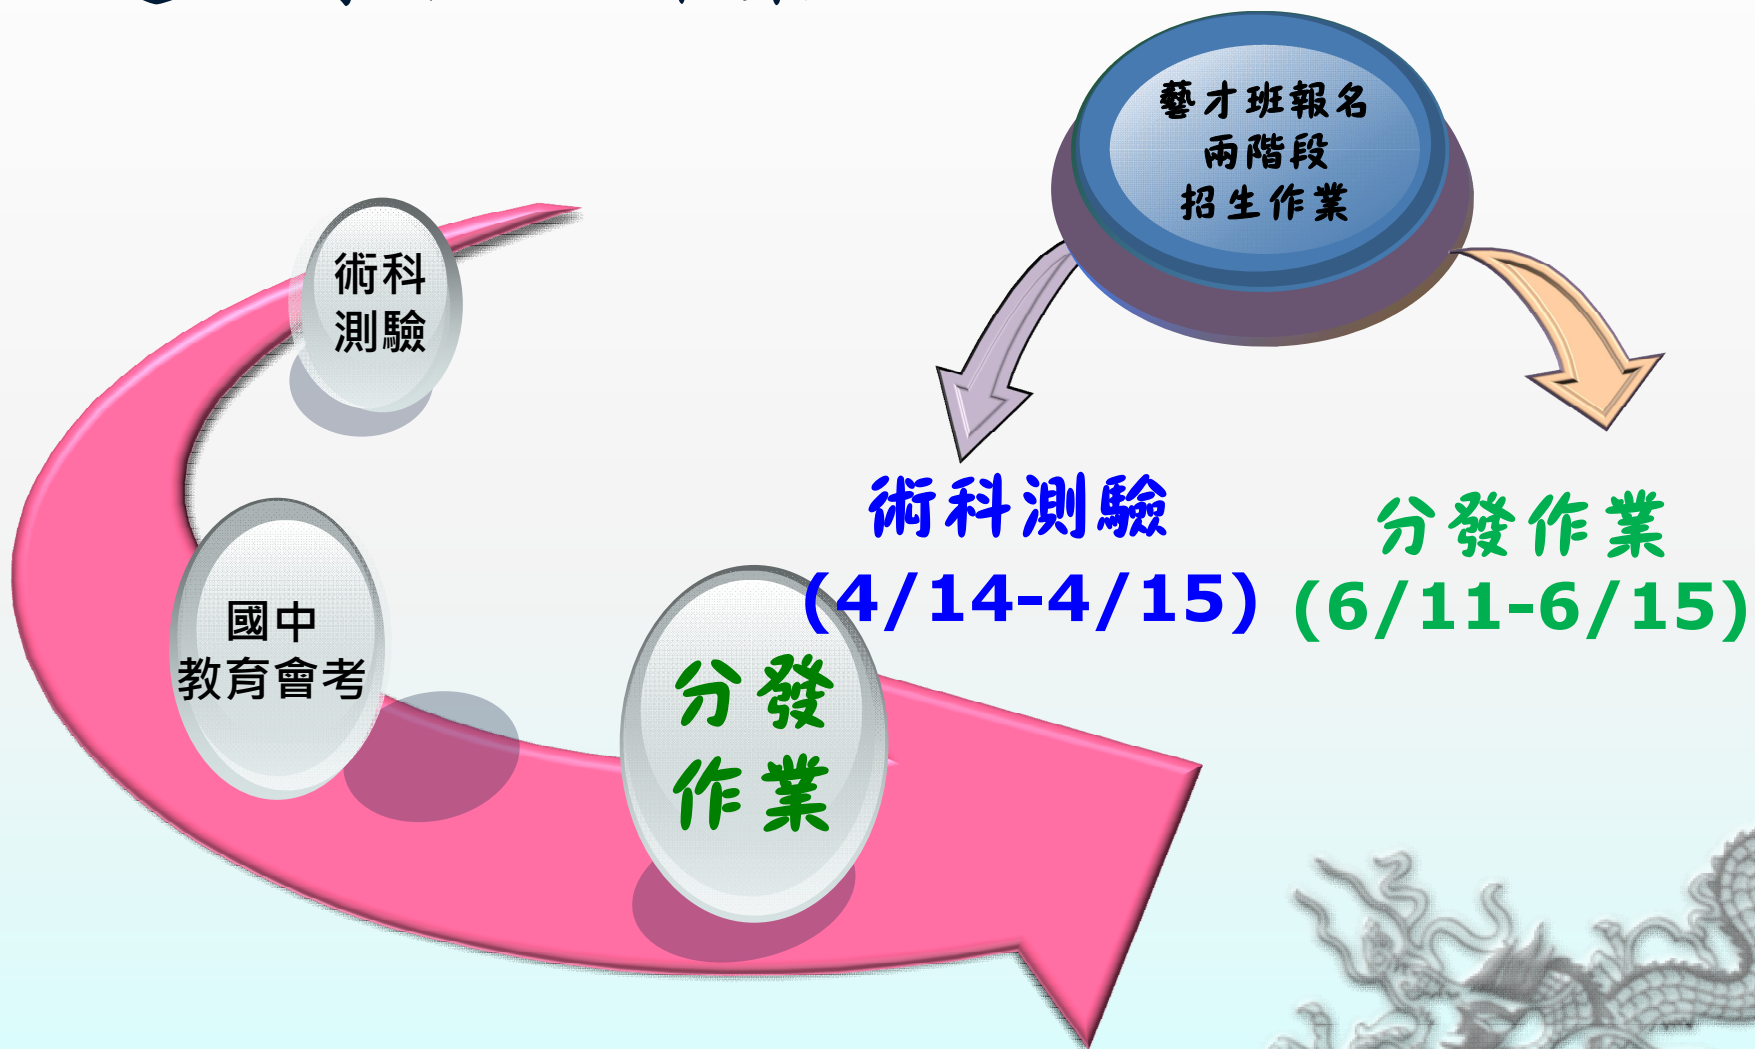 藝才班報名
兩階段
招生作業
術科
測驗
國中
教育會考
分發
作業
術科測驗
(4/14-4/15)
分發作業
(6/11-6/15)